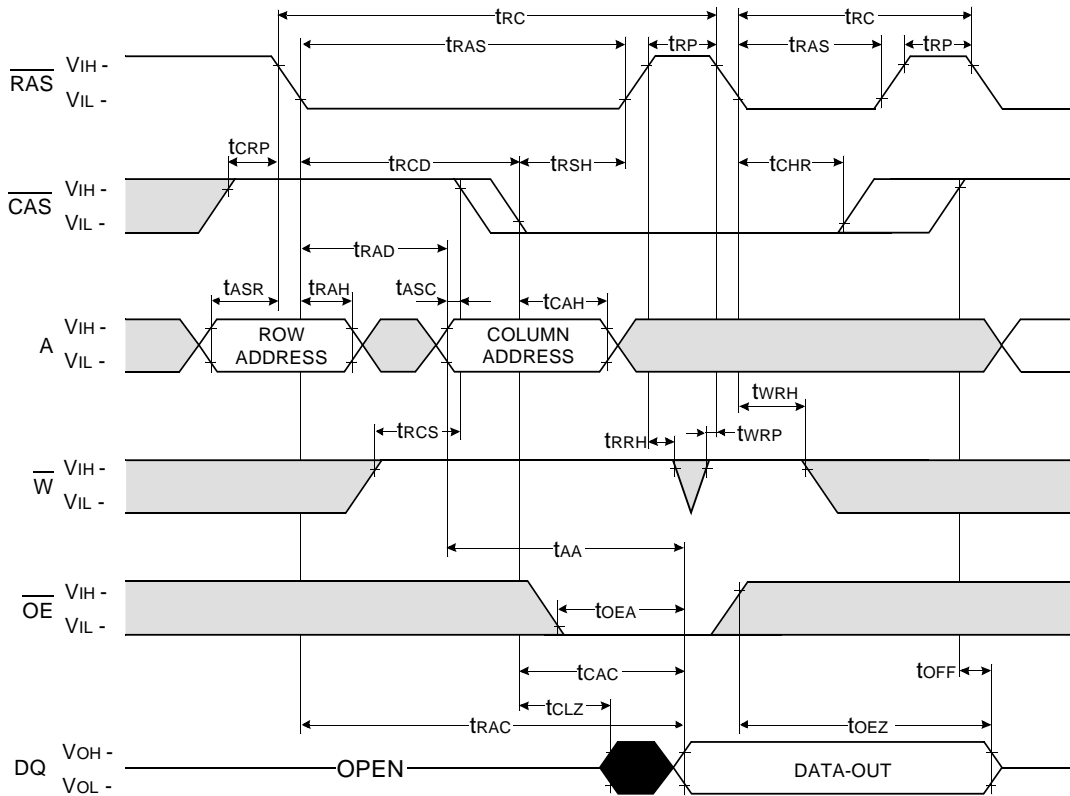 tRC tRC
tRAS tRP tRAS tRP
RAS VIH -
VIL -
tCRP tRCD tRSH tCHR
CAS VIH -
VIL -
tRAD
tASR tRAH tASC tCAH
A VIH -
VIL -
ROW
ADDRESS
COLUMN
ADDRESS
tWRH
tRCS tRRH tWRP
W VIH -
VIL -
tAA
OE VIH -
VIL -
tOEA
tCAC tOFF
tCLZ
tRAC tOEZ
DQ VOH -
VOL -
OPEN DATA-OUT